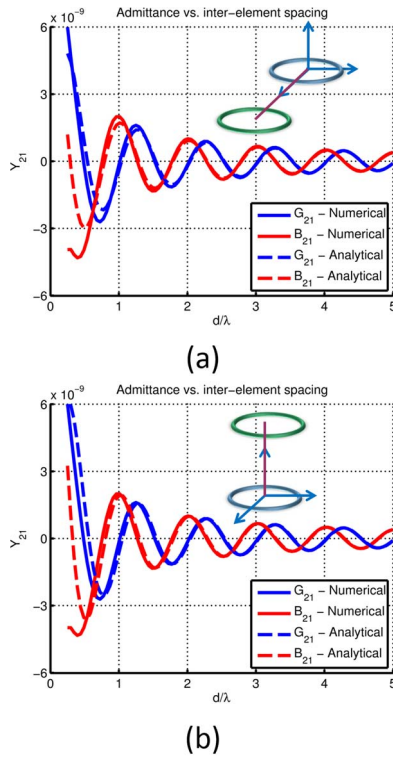 Admittance vs. inter-element spacing
x 10⁻⁹
6
3
0
−3
−6
Y₂₁
0 1 2 3 4 5
d/λ
G₂₁ − Numerical
B₂₁ − Numerical
G₂₁ − Analytical
B₂₁ − Analytical
(a)
Admittance vs. inter-element spacing
x 10⁻⁹
6
3
0
−3
−6
Y₂₁
0 1 2 3 4 5
d/λ
G₂₁ − Numerical
B₂₁ − Numerical
G₂₁ − Analytical
B₂₁ − Analytical
(b)